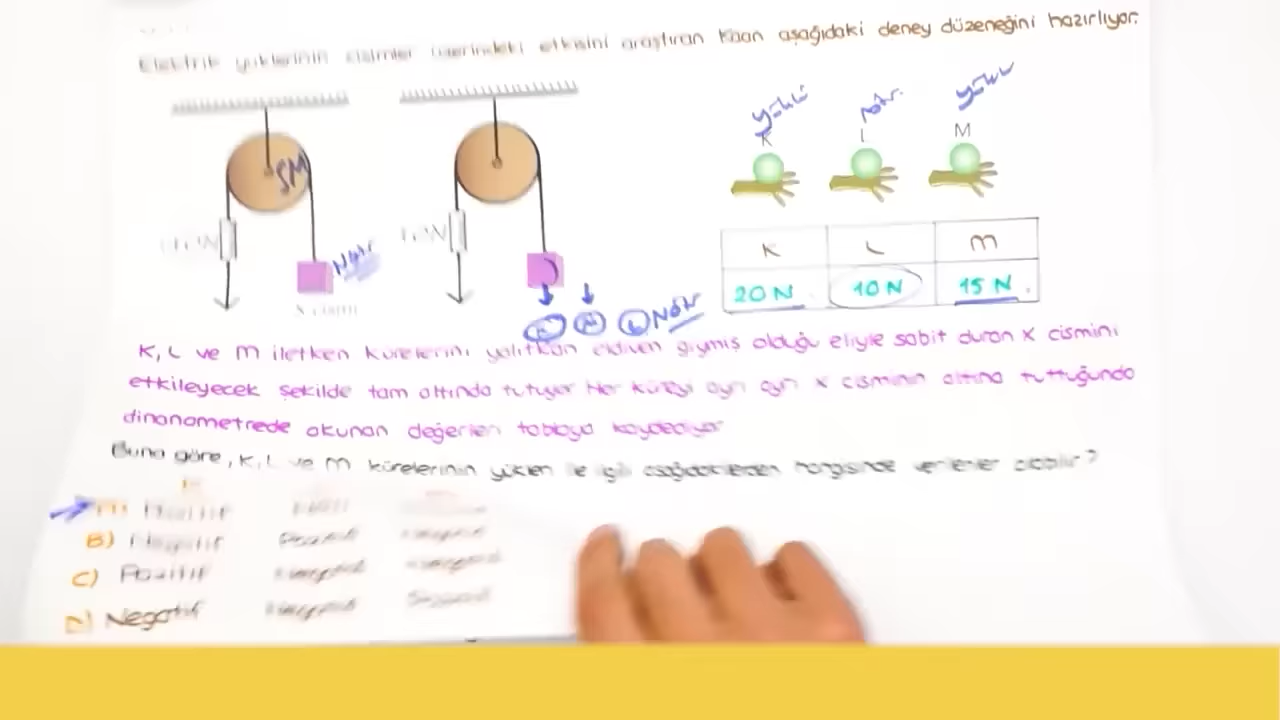 Elektrik yüklerinin cisimler üzerindeki etkisini araştıran Kaan aşağıdaki deney düzeneğini hazırlıyor.
yüklü
nötr
yüklü
K
L
M
SM
Nötr
X cismi
K
L
M
20 N
10 N
15 N
L
Nötr
K, L ve M iletken kürelerini yalıtkan eldiven giymiş olduğu eliyle sabit duran X cismini
etkileyecek şekilde tam altında tutuyor. Her küreyi ayrı ayrı X cisminin altına tuttuğunda
dinanometrede okunan değerleri tabloya kaydediyor
Buna göre, K, L ve M kürelerinin yükleri ile ilgili aşağıdakilerden hangisinde verilenler olabilir?
Pozitif
B) Negatif
C) Pozitif
D) Negatif